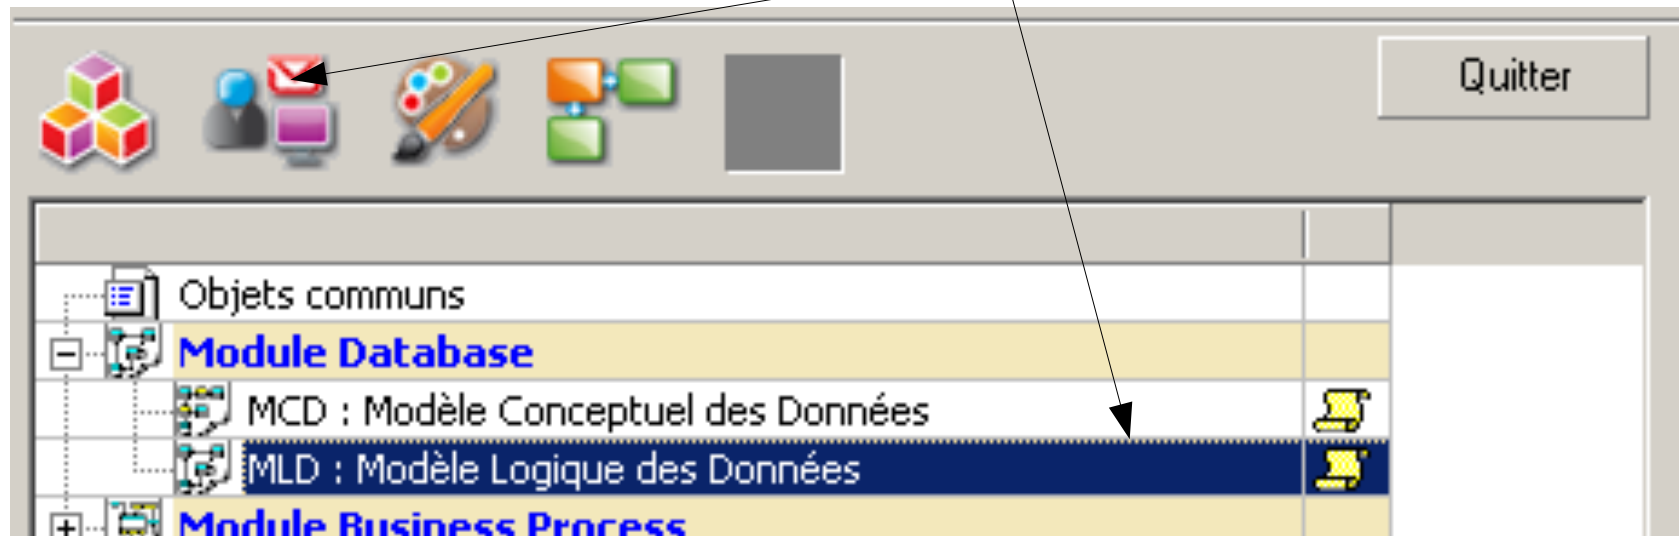 Quitter
Objets communs
Module Database
MCD : Modèle Conceptuel des Données
MLD : Modèle Logique des Données
Module Business Process